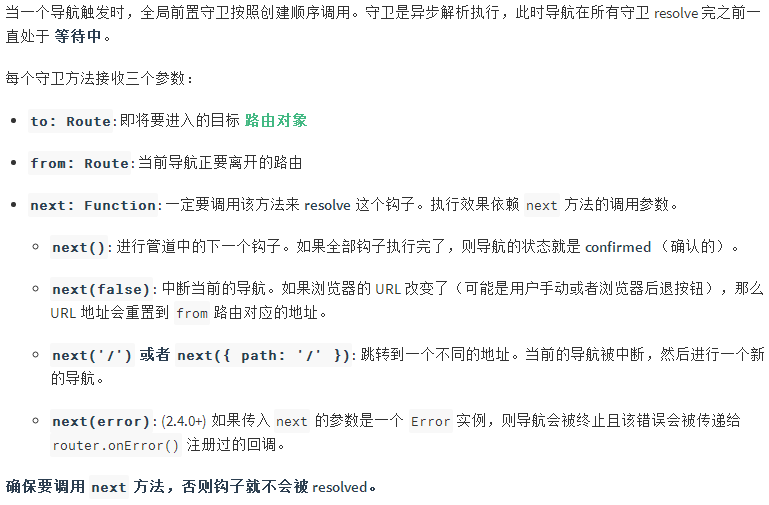 当一个导航触发时，全局前置守卫按照创建顺序调用。守卫是异步解析执行，此时导航在所有守卫 resolve 完之前一
直处于 等待中。
每个守卫方法接收三个参数：
to: Route: 即将要进入的目标 路由对象
from: Route: 当前导航正要离开的路由
next: Function: 一定要调用该方法来 resolve 这个钩子。执行效果依赖 next 方法的调用参数。
next(): 进行管道中的下一个钩子。如果全部钩子执行完了，则导航的状态就是 confirmed （确认的）。
next(false): 中断当前的导航。如果浏览器的 URL 改变了（可能是用户手动或者浏览器后退按钮），那么
URL 地址会重置到 from 路由对应的地址。
next('/') 或者 next({ path: '/' }): 跳转到一个不同的地址。当前的导航被中断，然后进行一个新
的导航。
next(error): (2.4.0+) 如果传入 next 的参数是一个 Error 实例，则导航会被终止且该错误会被传递给
router.onError() 注册过的回调。
确保要调用 next 方法，否则钩子就不会被 resolved。